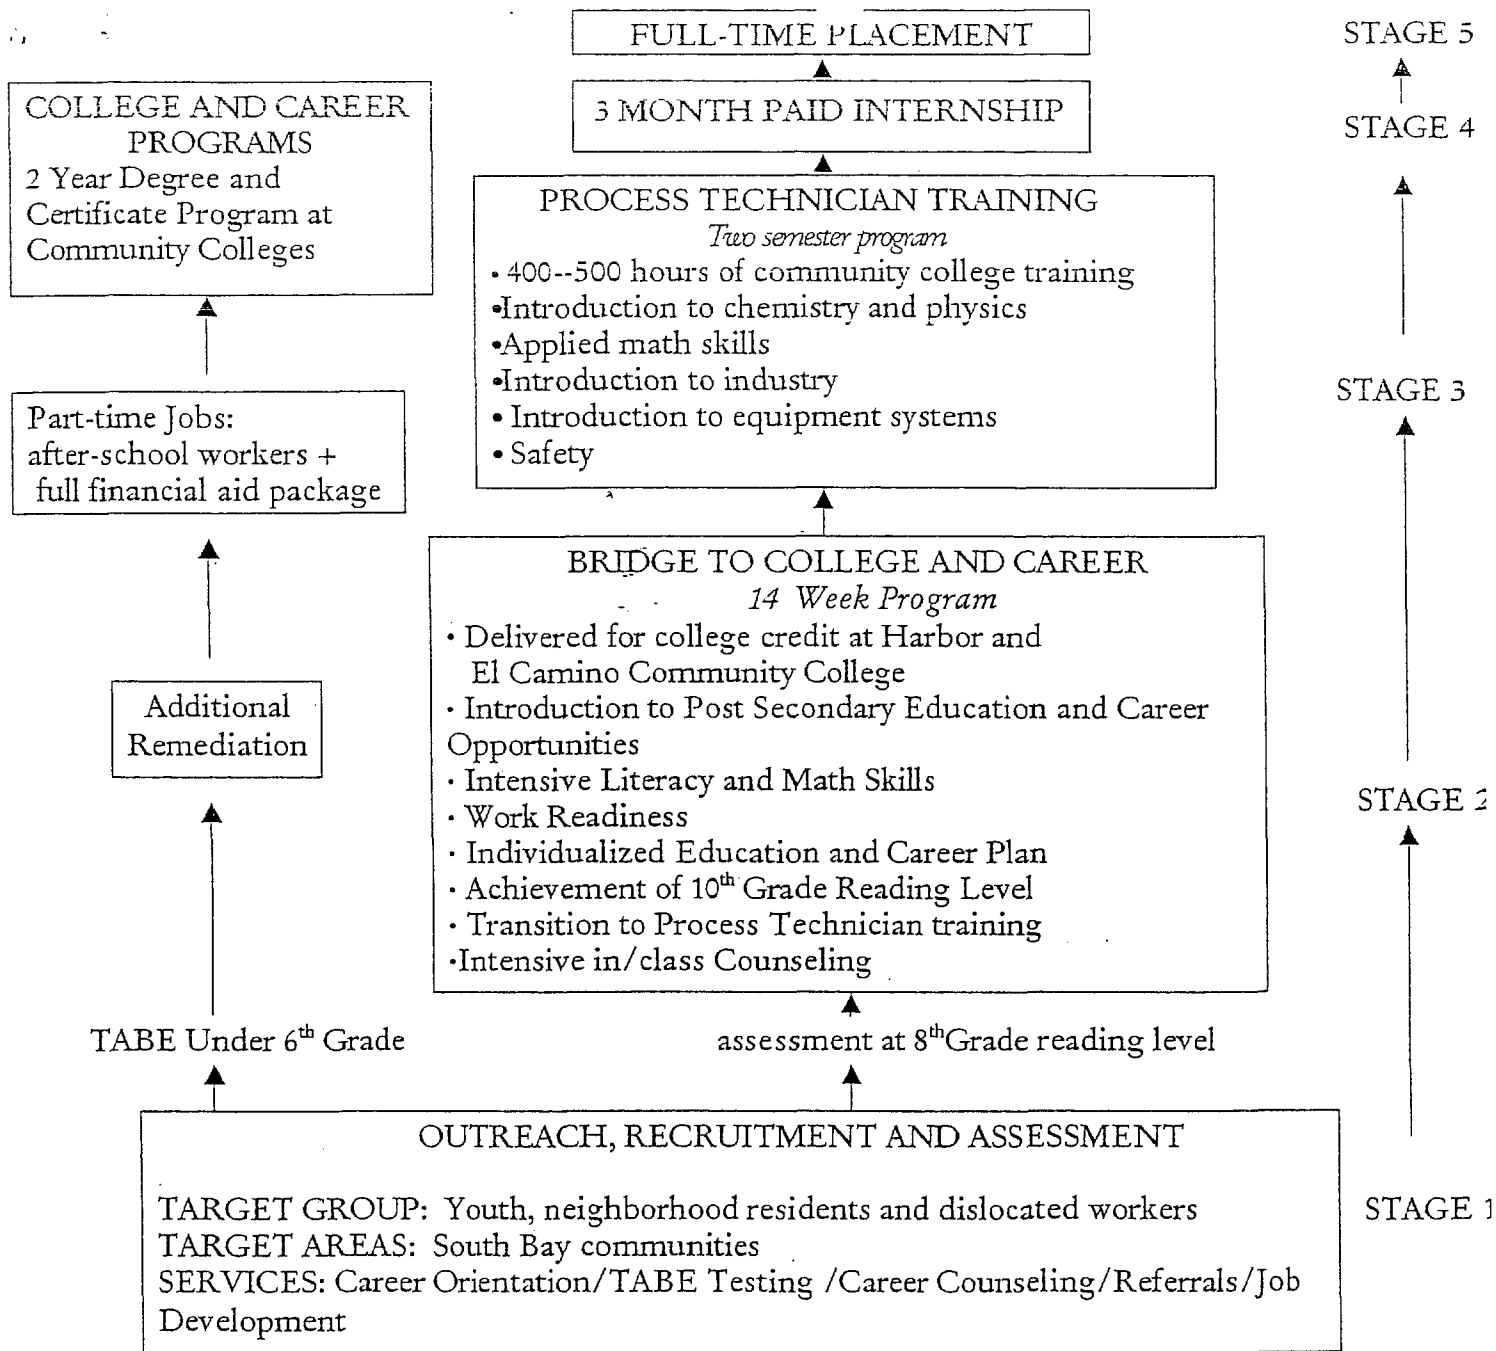 FULL-TIME PLACEMENT
STAGE 5
3 MONTH PAID INTERNSHIP
STAGE 4
COLLEGE AND CAREER
PROGRAMS
2 Year Degree and
Certificate Program at
Community Colleges
PROCESS TECHNICIAN TRAINING
Two semester program
• 400--500 hours of community college training
•Introduction to chemistry and physics
•Applied math skills
•Introduction to industry
• Introduction to equipment systems
• Safety
STAGE 3
Part-time Jobs:
after-school workers +
full financial aid package
BRIDGE TO COLLEGE AND CAREER
14 Week Program
· Delivered for college credit at Harbor and
El Camino Community College
· Introduction to Post Secondary Education and Career
Opportunities
· Intensive Literacy and Math Skills
· Work Readiness
· Individualized Education and Career Plan
· Achievement of 10th Grade Reading Level
· Transition to Process Technician training
·Intensive in/class Counseling
Additional
Remediation
STAGE 2
TABE Under 6th Grade
assessment at 8thGrade reading level
OUTREACH, RECRUITMENT AND ASSESSMENT
TARGET GROUP: Youth, neighborhood residents and dislocated workers
TARGET AREAS: South Bay communities
SERVICES: Career Orientation/TABE Testing /Career Counseling/Referrals/Job
Development
STAGE 1